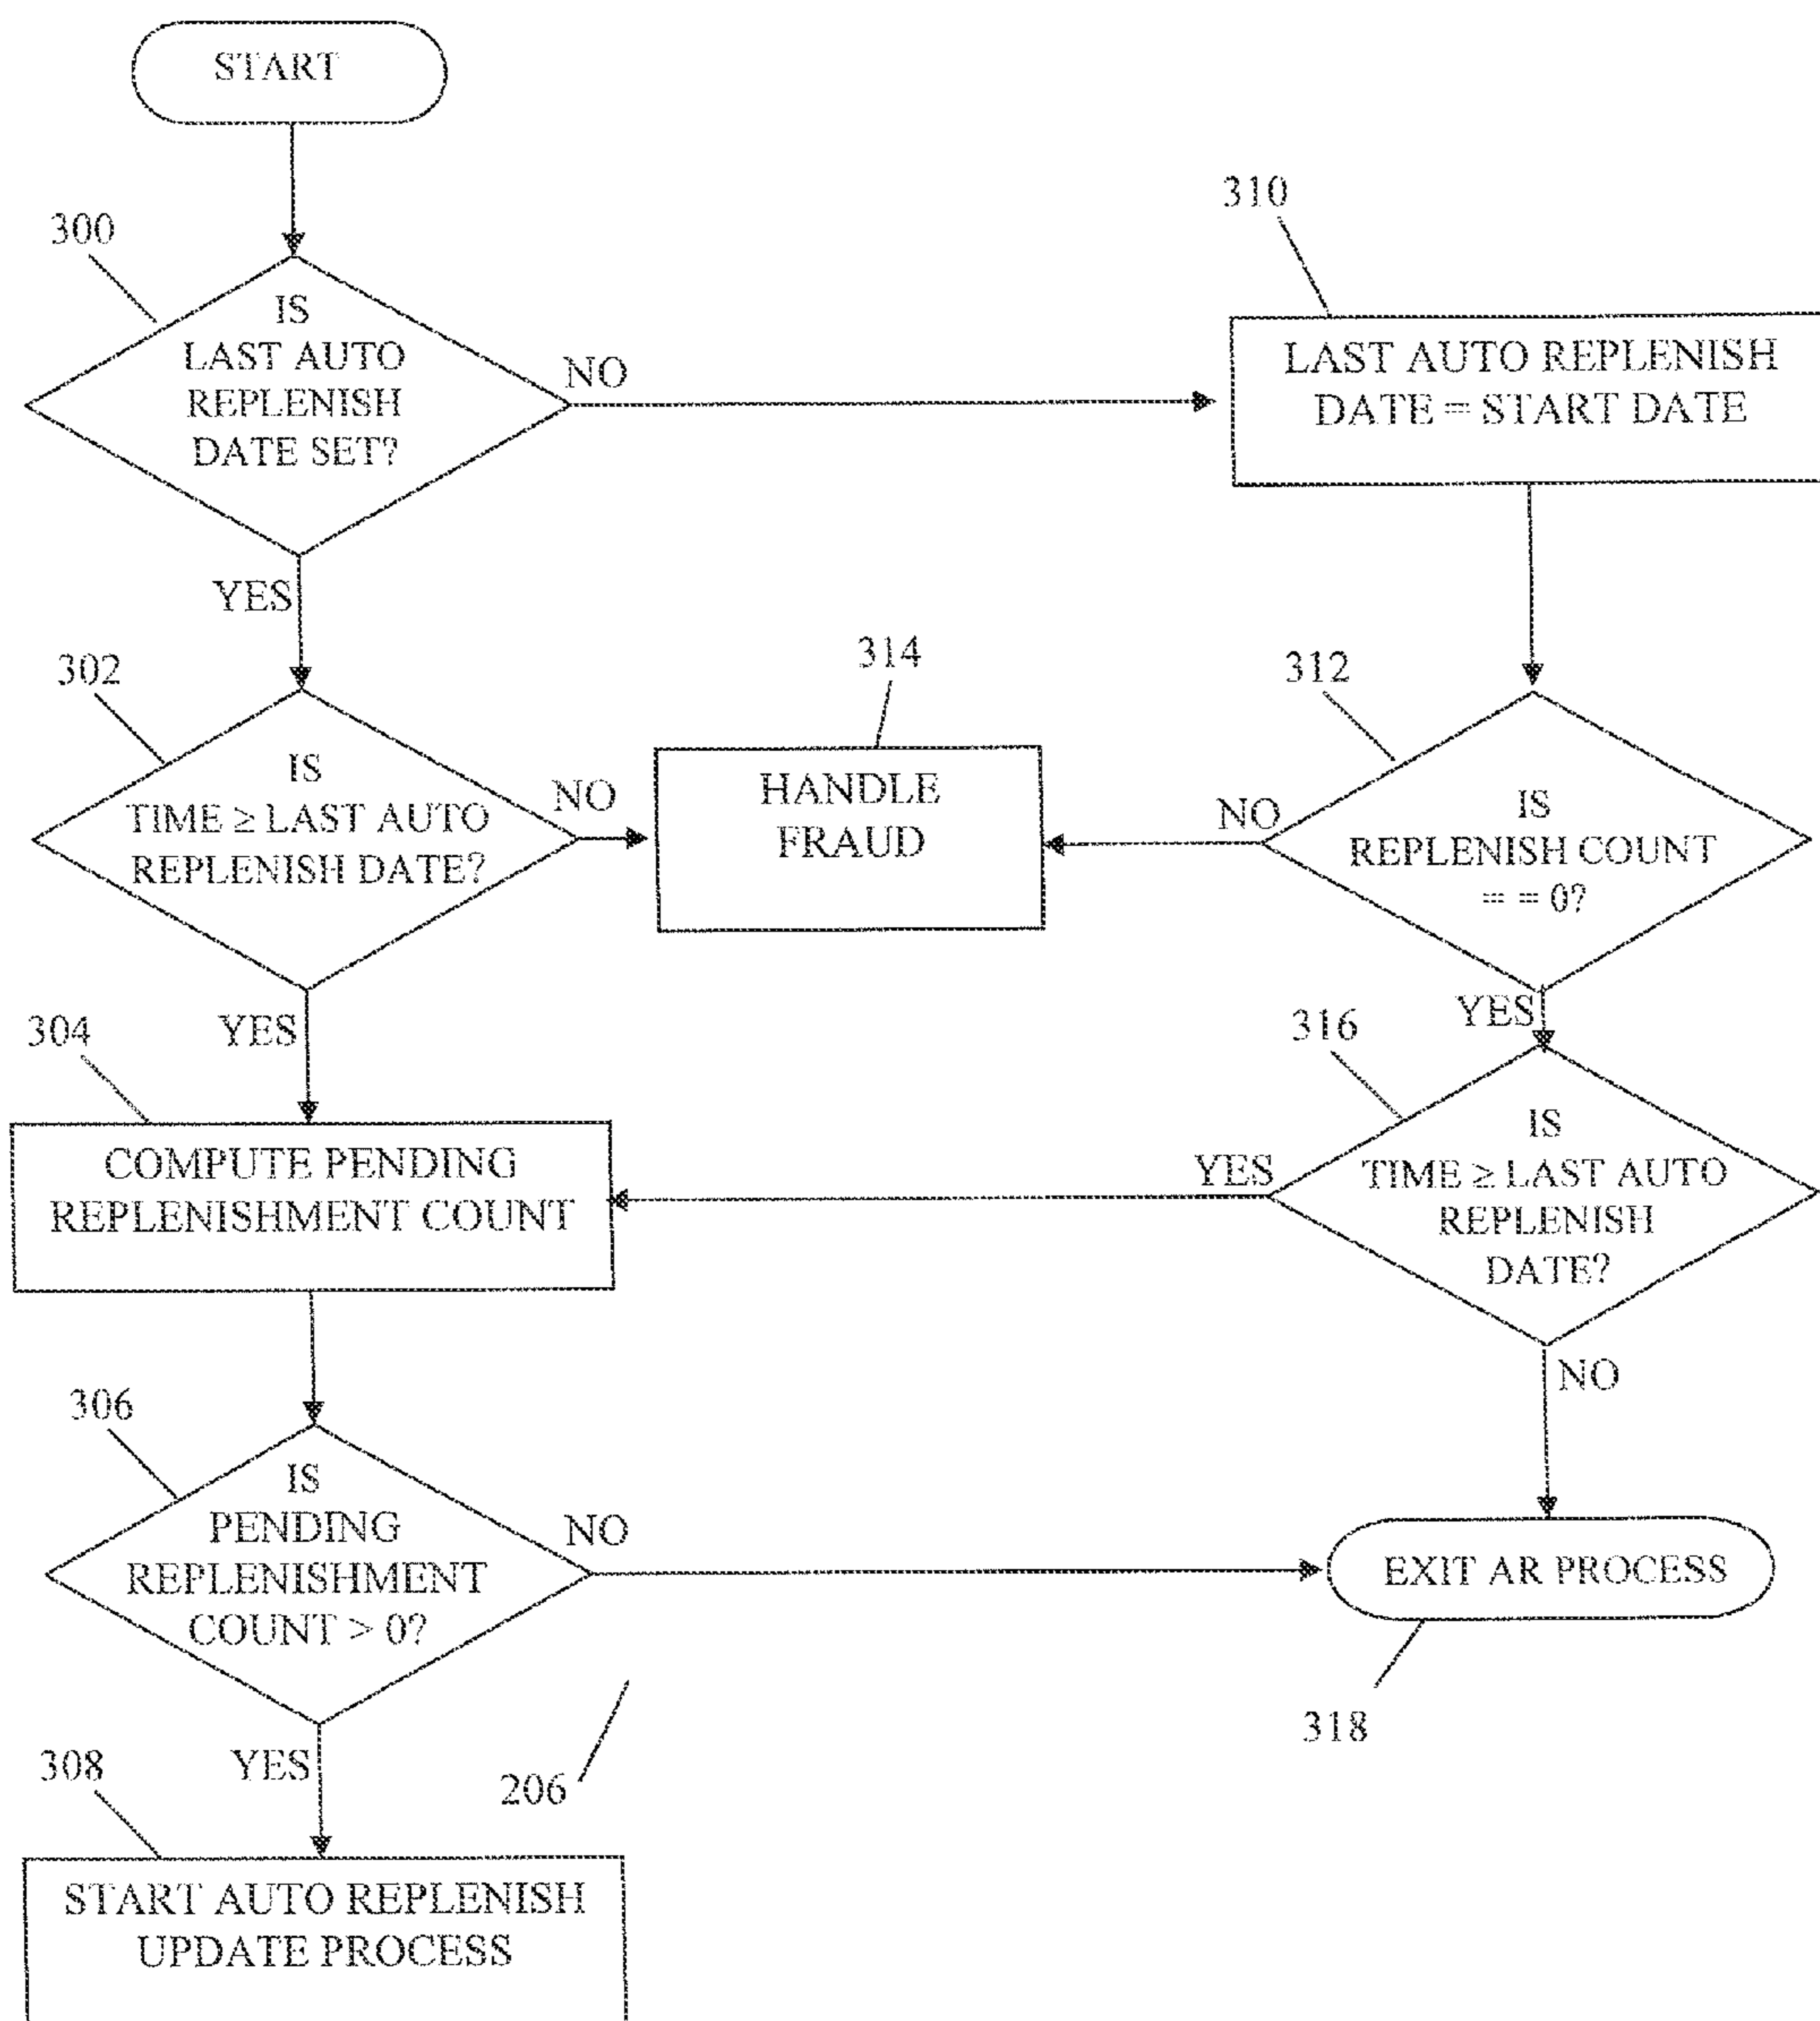 START
300
IS
LAST AUTO
REPLENISH
DATE SET?
NO
YES
310
LAST AUTO REPLENISH
DATE = START DATE
302
IS
TIME ≥ LAST AUTO
REPLENISH DATE?
NO
YES
314
HANDLE
FRAUD
312
IS
REPLENISH COUNT
= = 0?
NO
YES
304
COMPUTE PENDING
REPLENISHMENT COUNT
316
IS
TIME ≥ LAST AUTO
REPLENISH
DATE?
YES
NO
306
IS
PENDING
REPLENISHMENT
COUNT > 0?
NO
YES
EXIT AR PROCESS
318
206
308
START AUTO REPLENISH
UPDATE PROCESS